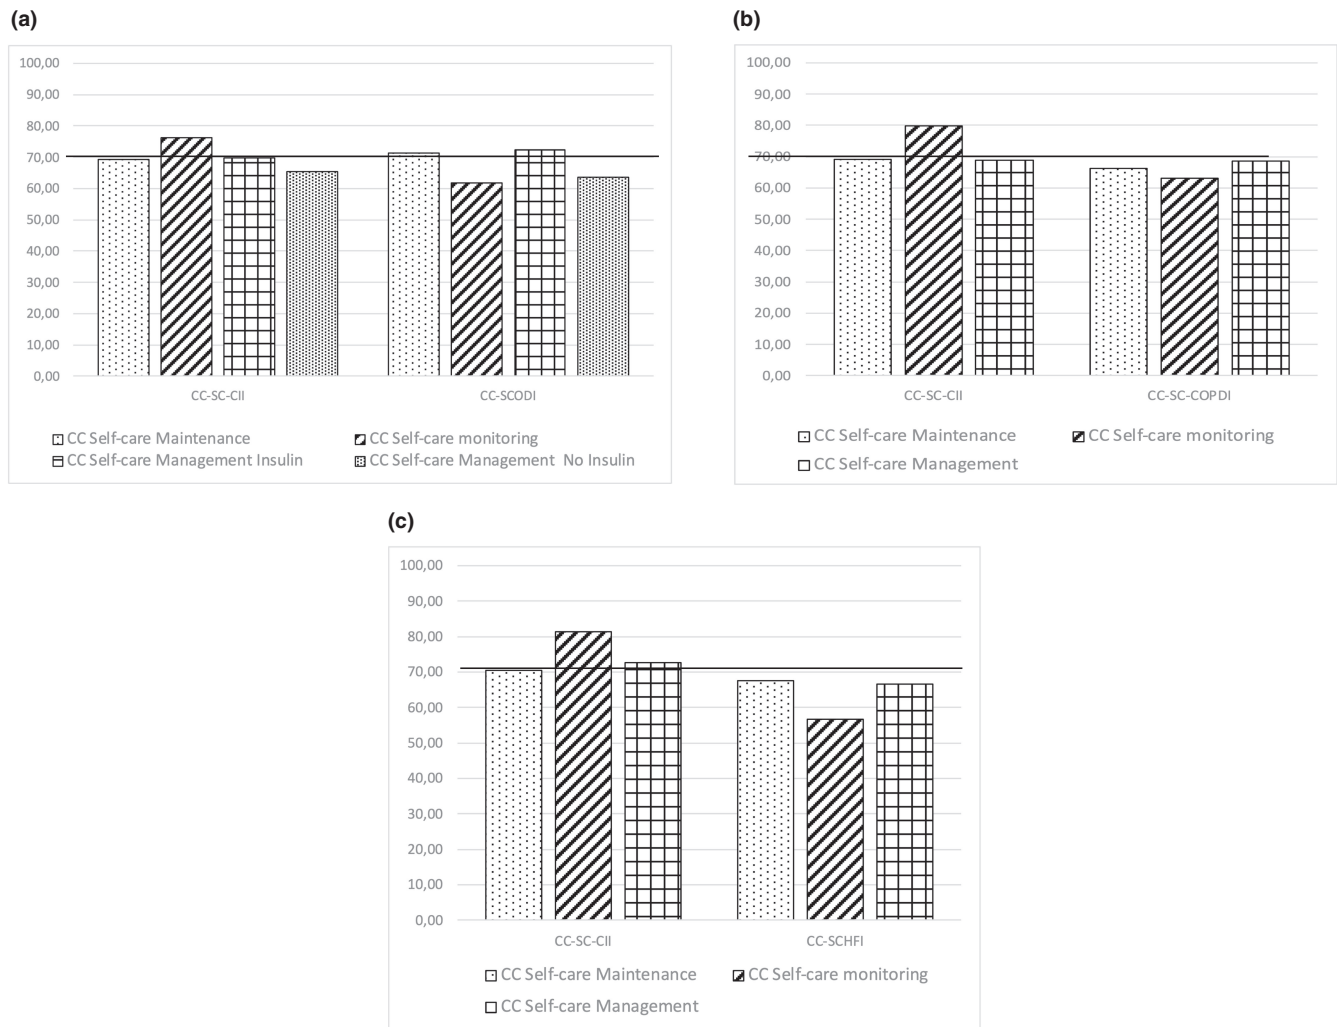 (a)
100,00
90,00
80,00
70,00
60,00
50,00
40,00
30,00
20,00
10,00
0,00
CC-SC-CII CC-SCODI
CC Self-care Maintenance CC Self-care monitoring
CC Self-care Management Insulin CC Self-care Management No Insulin
(b)
100,00
90,00
80,00
70,00
60,00
50,00
40,00
30,00
20,00
10,00
0,00
CC-SC-CII CC-SC-COPDI
CC Self-care Maintenance CC Self-care monitoring
CC Self-care Management
(c)
100,00
90,00
80,00
70,00
60,00
50,00
40,00
30,00
20,00
10,00
0,00
CC-SC-CII CC-SCHFI
CC Self-care Maintenance CC Self-care monitoring
CC Self-care Management